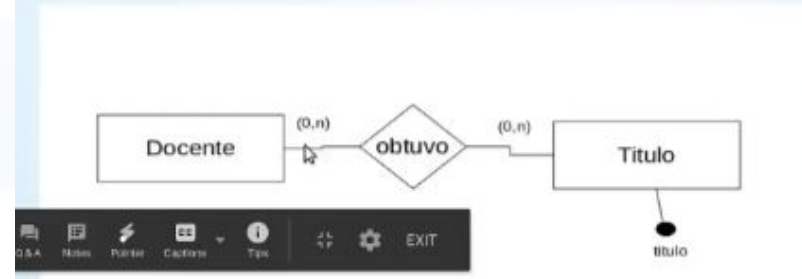 (0,n)
(0,n)
Docente
obtuvo
Titulo
Q & A
Notes
Pointer
Captions
Tips
EXIT
titulo